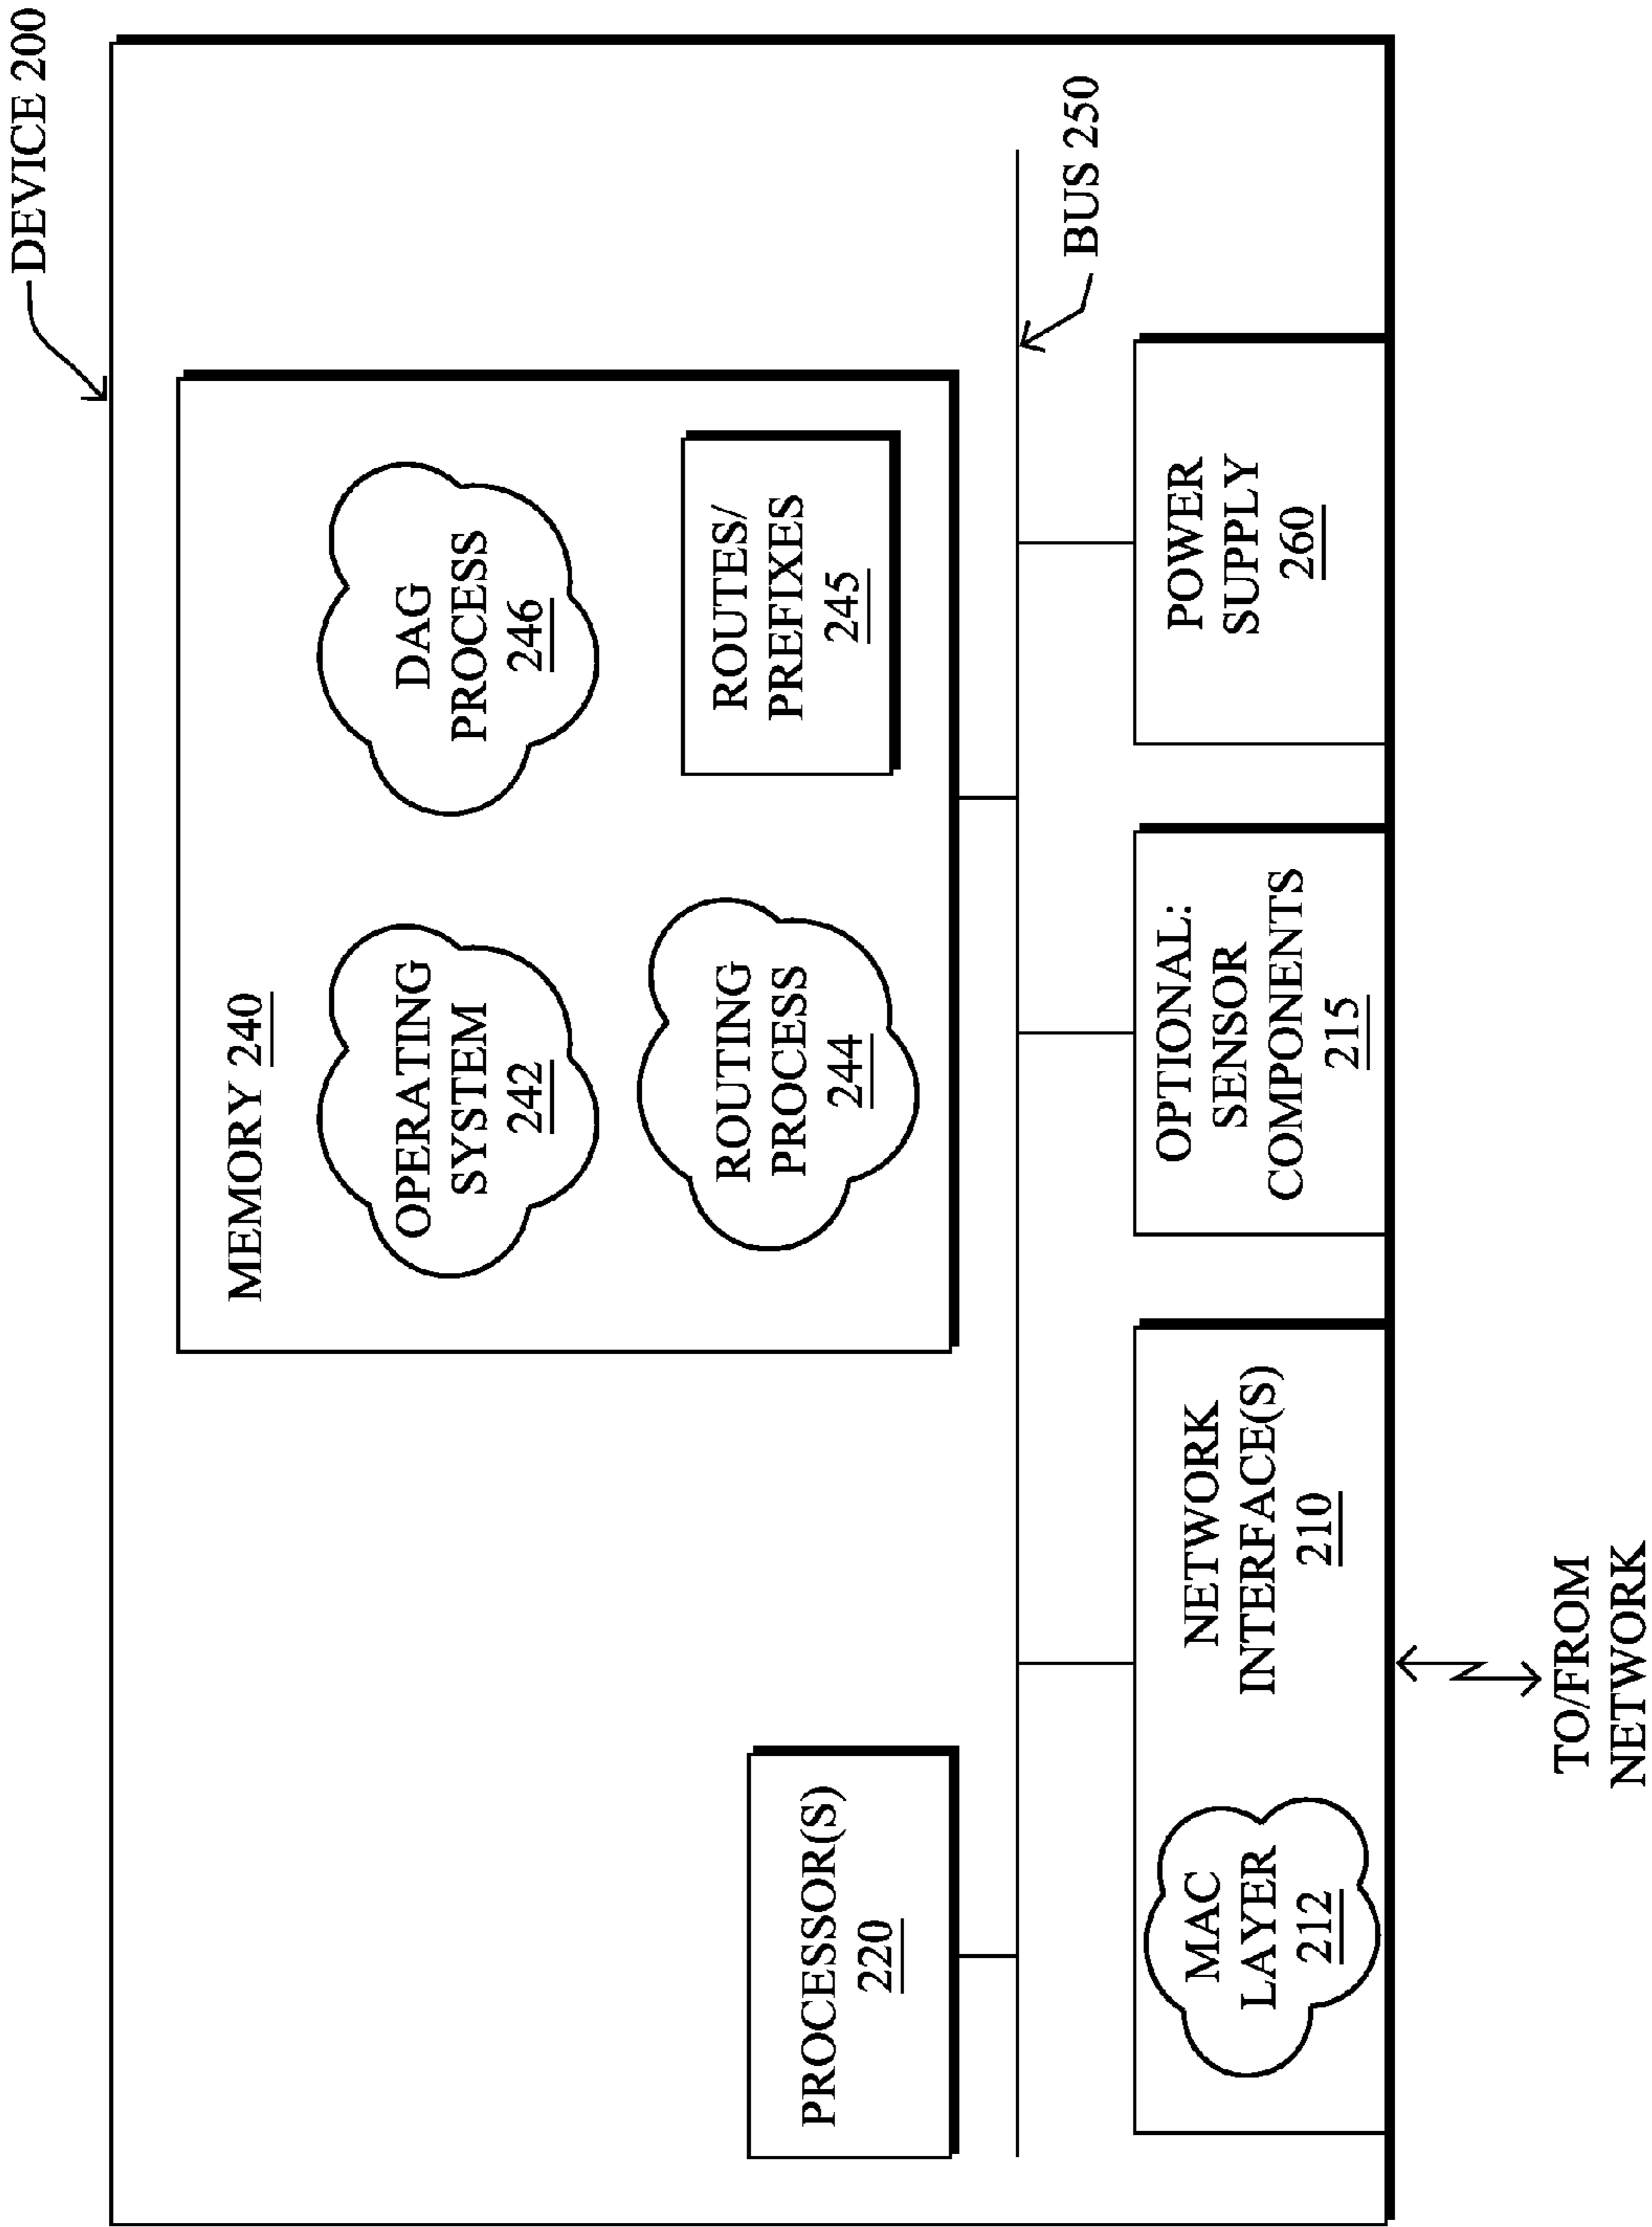 DEVICE 200
MEMORY 240
OPERATING
SYSTEM
242
DAG
PROCESS
246
ROUTING
PROCESS
244
ROUTES/
PREFIXES
245
PROCESSOR(S)
220
BUS 250
MAC
LAYER
212
NETWORK
INTERFACE(S)
210
OPTIONAL:
SENSOR
COMPONENTS
215
POWER
SUPPLY
260
TO/FROM
NETWORK